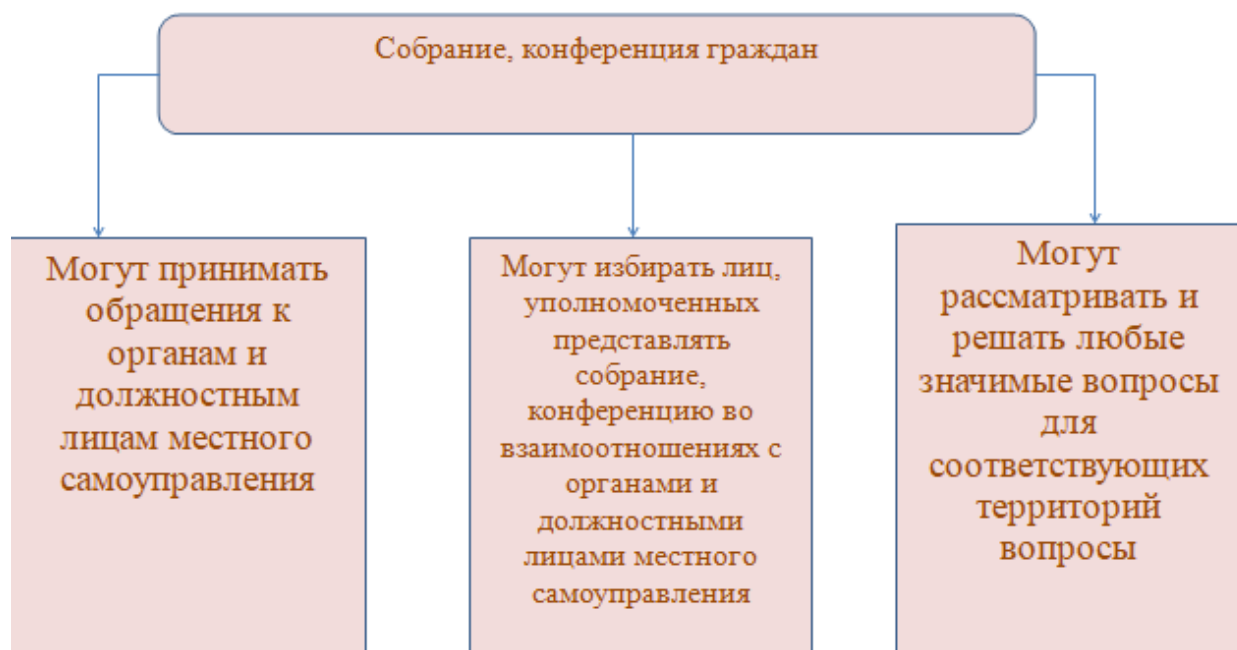 Собрание, конференция граждан
Могут принимать
обращения к
органам и
должностным
лицам местного
самоуправления
Могут избирать лиц,
уполномоченных
представлять
собрание,
конференцию во
взаимоотношениях с
органами и
должностными
лицами местного
самоуправления
Могут
рассматривать и
решать любые
значимые вопросы
для
соответствующих
территорий
вопросы